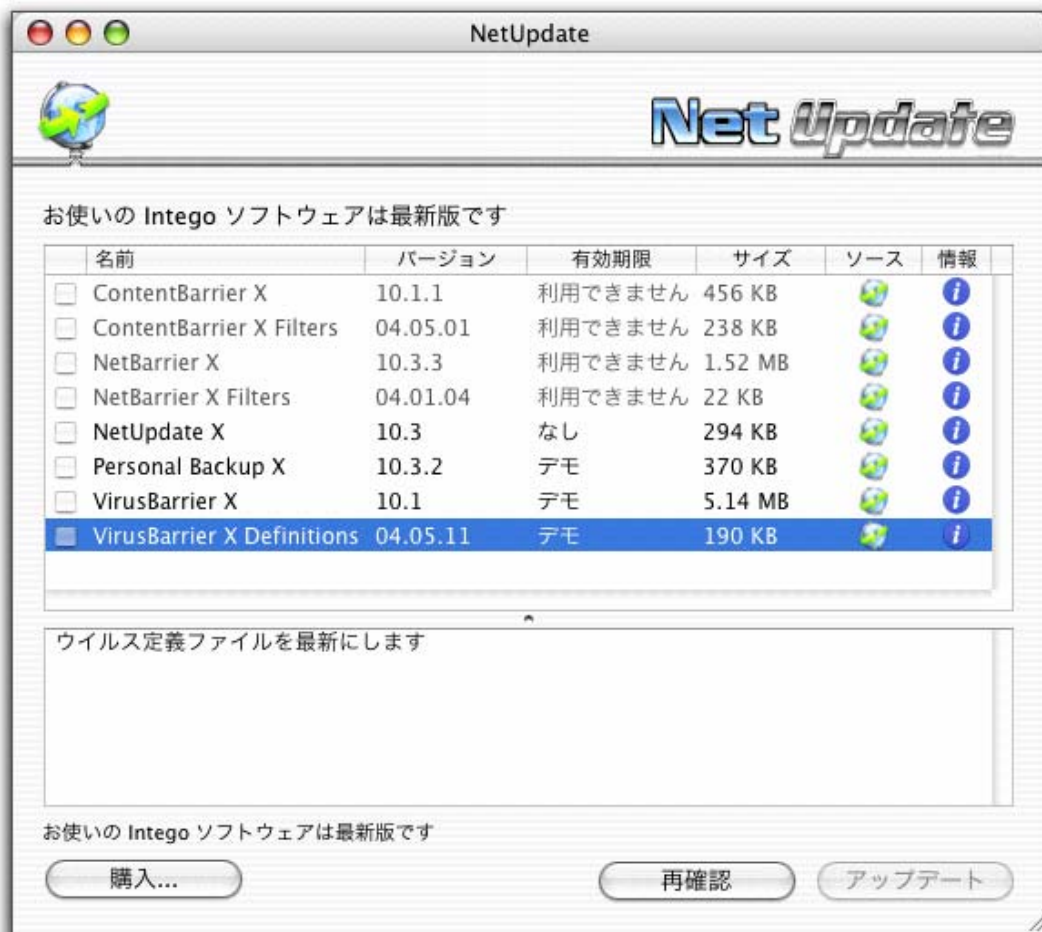 NetUpdate
Net Update
お使いの Intego ソフトウェアは最新版です
名前 バージョン 有効期限 サイズ ソース 情報
ContentBarrier X 10.1.1 利用できません 456 KB
ContentBarrier X Filters 04.05.01 利用できません 238 KB
NetBarrier X 10.3.3 利用できません 1.52 MB
NetBarrier X Filters 04.01.04 利用できません 22 KB
NetUpdate X 10.3 なし 294 KB
Personal Backup X 10.3.2 デモ 370 KB
VirusBarrier X 10.1 デモ 5.14 MB
VirusBarrier X Definitions 04.05.11 デモ 190 KB
ウイルス定義ファイルを最新にします
お使いの Intego ソフトウェアは最新版です
購入... 再確認 アップデート